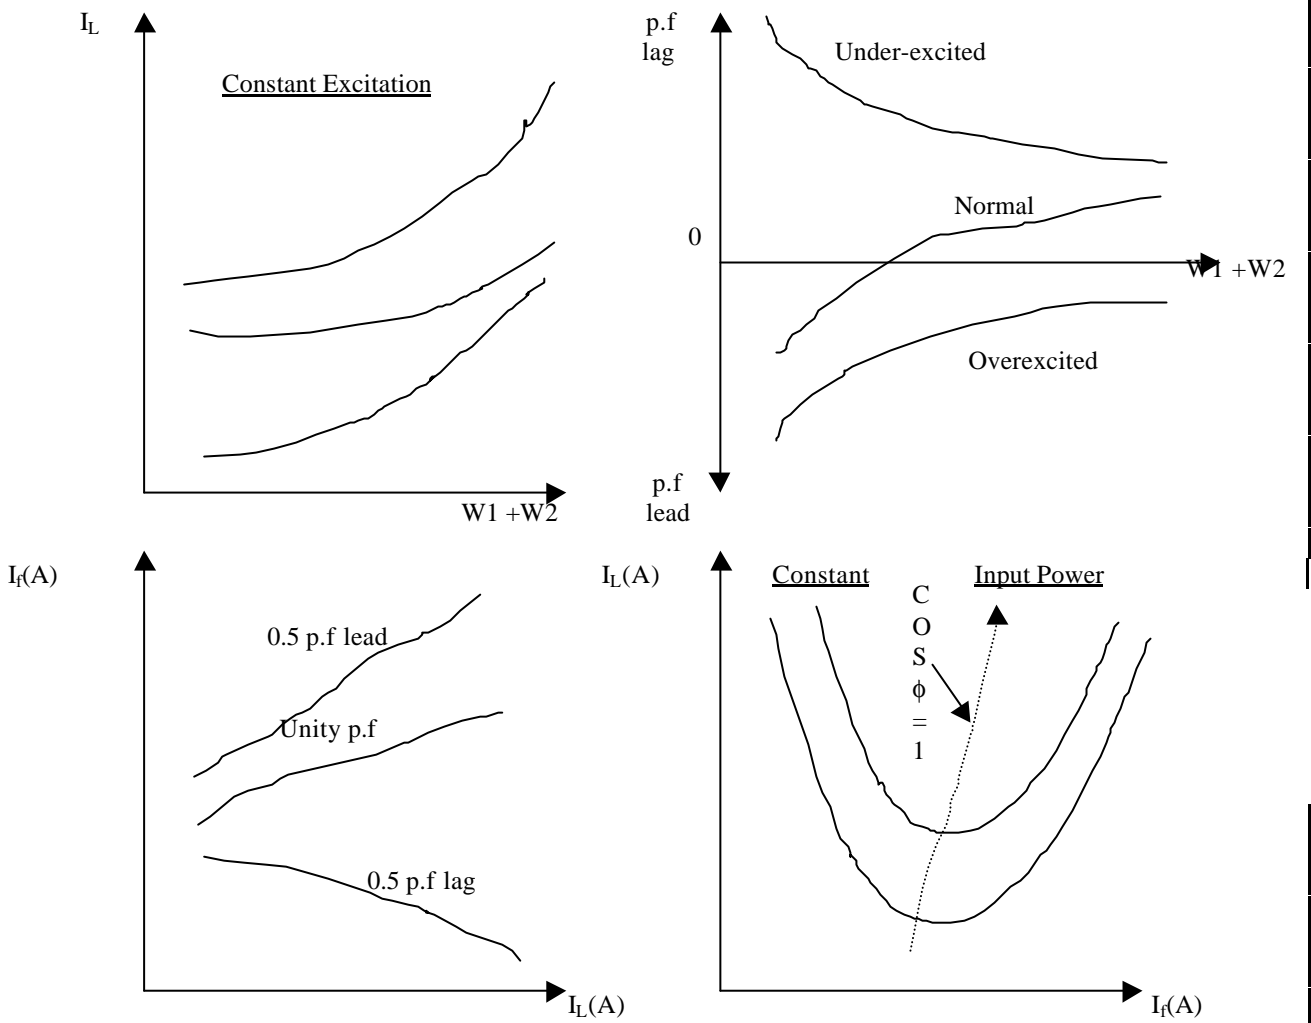 I_L
Constant Excitation
W1 +W2
p.f
lag
Under-excited
Normal
0
W1 +W2
Overexcited
p.f
lead
I_f(A)
0.5 p.f lead
Unity p.f
0.5 p.f lag
I_L(A)
I_L(A)
Constant Input Power
C
O
S
ϕ
=
1
I_f(A)